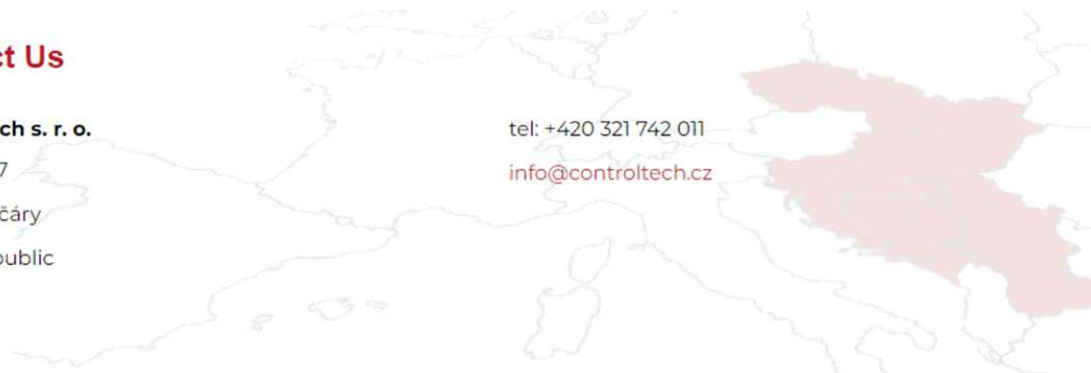 ct Us
ch s. r. o.
7
čáry
public
tel: +420 321 742 011
info@controltech.cz